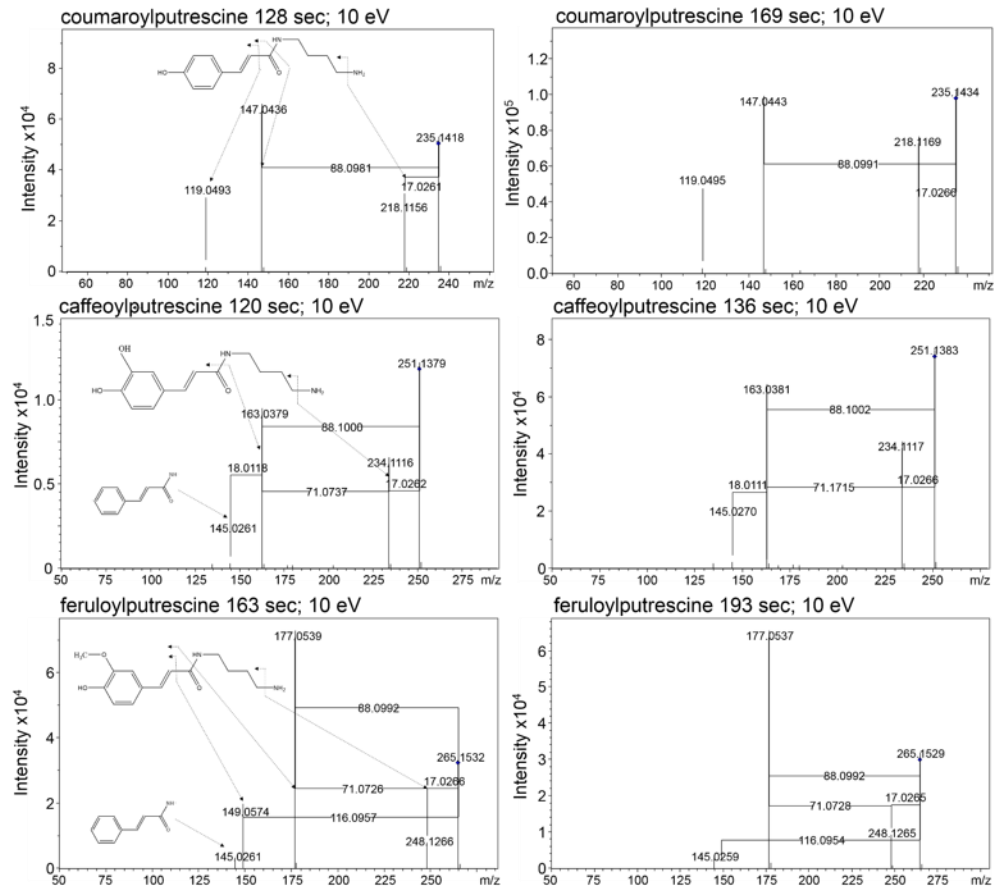 coumaroylputrescine 128 sec; 10 eV
Intensity x10⁴
8
6
4
2
0
HO
HN
O
NH₂
147.0436
235.1418
88.0981
119.0493
17.0261
218.1156
60 80 100 120 140 160 180 200 220 240 m/z
coumaroylputrescine 169 sec; 10 eV
Intensity x10⁵
1.2
1.0
0.8
0.6
0.4
0.2
0.0
147.0443
235.1434
218.1169
88.0991
119.0495
17.0266
60 80 100 120 140 160 180 200 220 m/z
caffeoylputrescine 120 sec; 10 eV
Intensity x10⁴
1.5
1.0
0.5
0
OH
HO
HN
O
NH₂
251.1379
163.0379
88.1000
234.1116
18.0118
17.0262
71.0737
NH
O
145.0261
50 75 100 125 150 175 200 225 250 275 m/z
caffeoylputrescine 136 sec; 10 eV
Intensity x10⁴
8
6
4
2
0
251.1383
163.0381
88.1002
234.1117
18.0111
17.0266
71.1715
145.0270
50 75 100 125 150 175 200 225 250 m/z
feruloylputrescine 163 sec; 10 eV
Intensity x10⁴
6
4
2
0
H₃C
O
HO
HN
O
NH₂
177.0539
88.0992
265.1532
17.0266
71.0726
149.0574
116.0957
248.1266
NH
O
145.0261
50 75 100 125 150 175 200 225 250 m/z
feruloylputrescine 193 sec; 10 eV
Intensity x10⁴
6
5
4
3
2
1
0
177.0537
265.1529
88.0992
17.0265
71.0728
116.0954
248.1265
145.0259
50 75 100 125 150 175 200 225 250 m/z